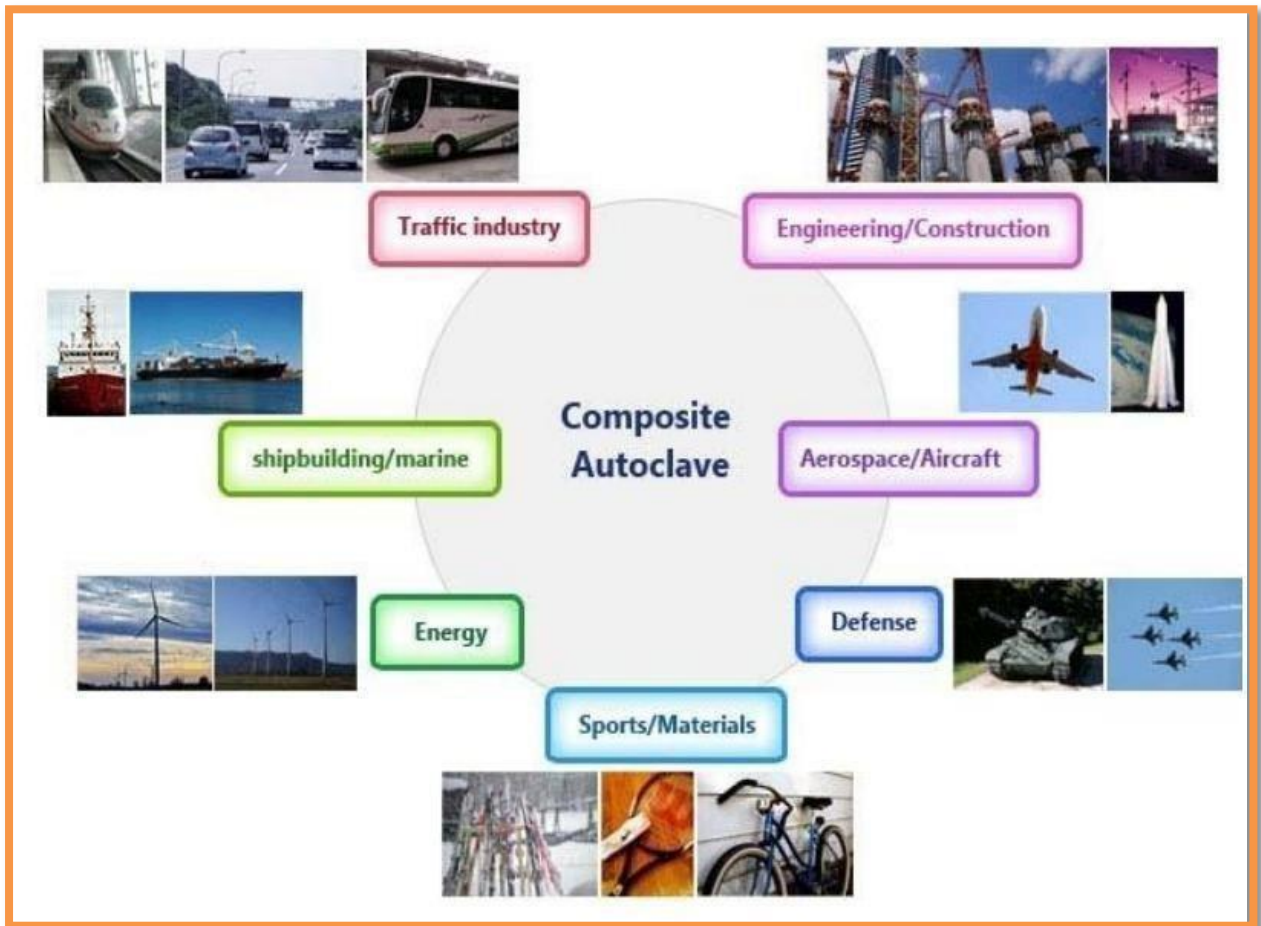 Traffic industry
Engineering/Construction
Composite
Autoclave
shipbuilding/marine
Aerospace/Aircraft
Energy
Defense
Sports/Materials